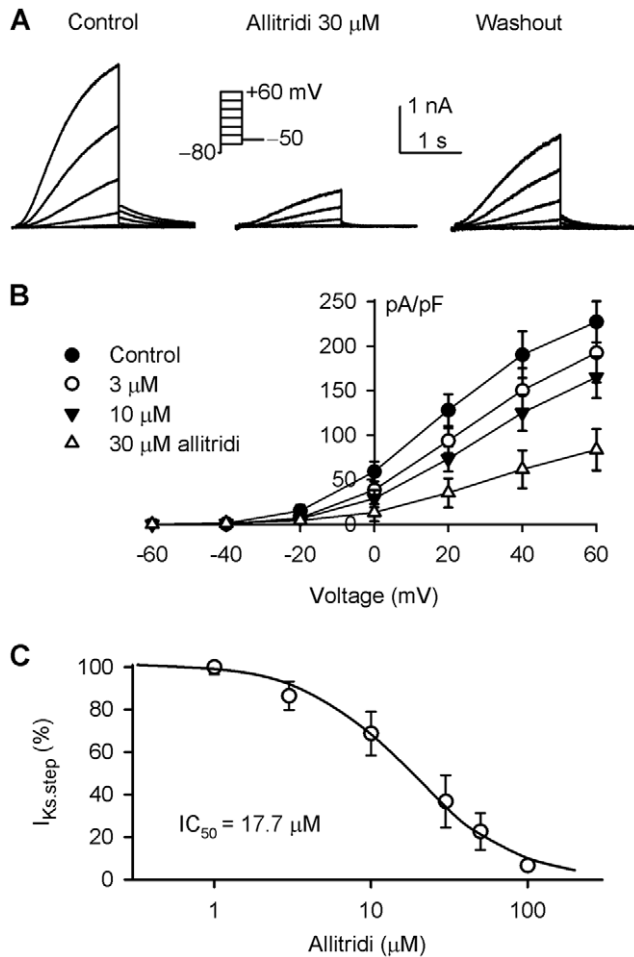 A
Control
Allitridi 30 μM
Washout
+60 mV
−50
−80
1 nA
1 s
B
pA/pF
Control
3 μM
10 μM
30 μM allitridi
250
200
150
100
50
0
-60 -40 -20 0 20 40 60
Voltage (mV)
C
100
80
60
40
20
0
I_Ks.step (%)
IC50 = 17.7 μM
1 10 100
Allitridi (μM)